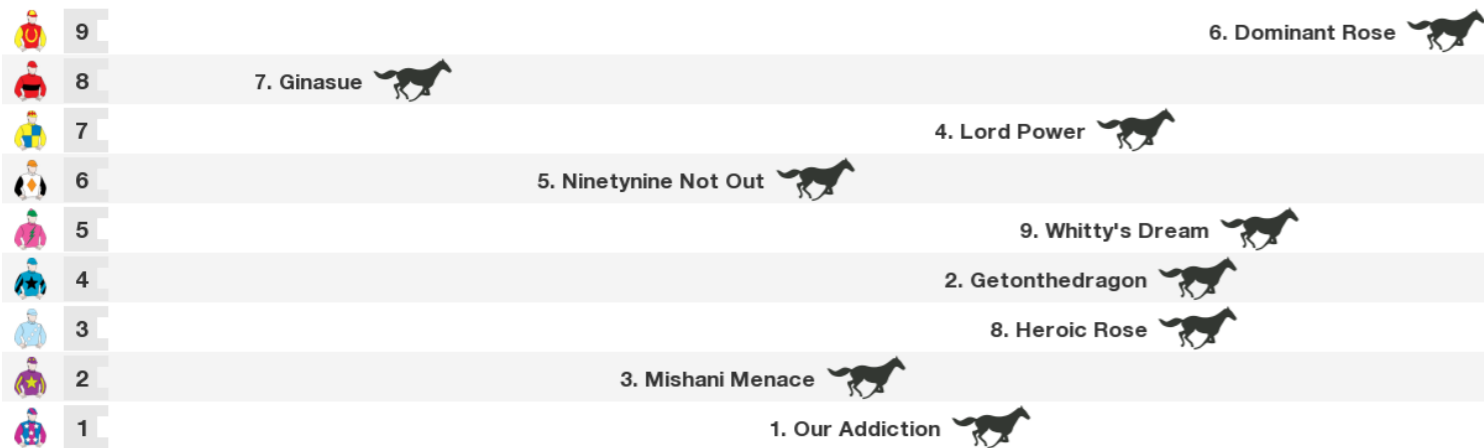 9 6. Dominant Rose
8 7. Ginasue
7 4. Lord Power
6 5. Ninetynine Not Out
5 9. Whitty's Dream
4 2. Getonthedragon
3 8. Heroic Rose
2 3. Mishani Menace
1 1. Our Addiction